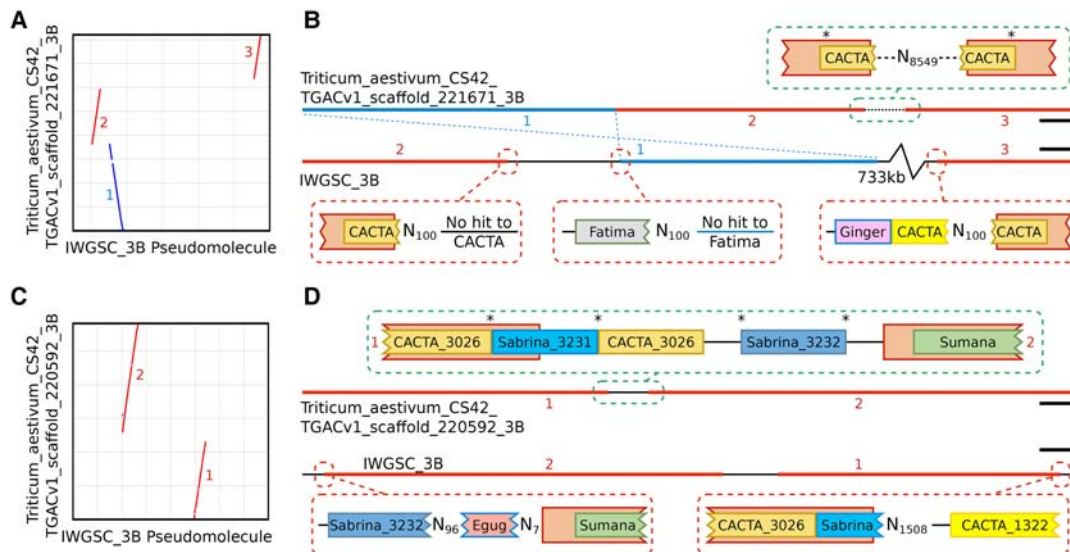 A
Triticum_aestivum_CS42_
TGACv1_scaffold_221671_3B
3
2
1
IWGSC_3B Pseudomolecule
B
* *
CACTA N8549 CACTA
Triticum_aestivum_CS42_
TGACv1_scaffold_221671_3B
1 2 3
2 1 3
IWGSC_3B
733kb
CACTA N100 No hit to
CACTA
Fatima N100 No hit to
Fatima
Ginger CACTA N100 CACTA
C
Triticum_aestivum_CS42_
TGACv1_scaffold_220592_3B
2
1
IWGSC_3B Pseudomolecule
D
* * * *
1 CACTA_3026 Sabrina_3231 CACTA_3026 Sabrina_3232 Sumana 2
1 2
Triticum_aestivum_CS42_
TGACv1_scaffold_220592_3B
IWGSC_3B
2 1
Sabrina_3232 N96 Egug N7 Sumana
CACTA_3026 Sabrina N1508 CACTA_1322